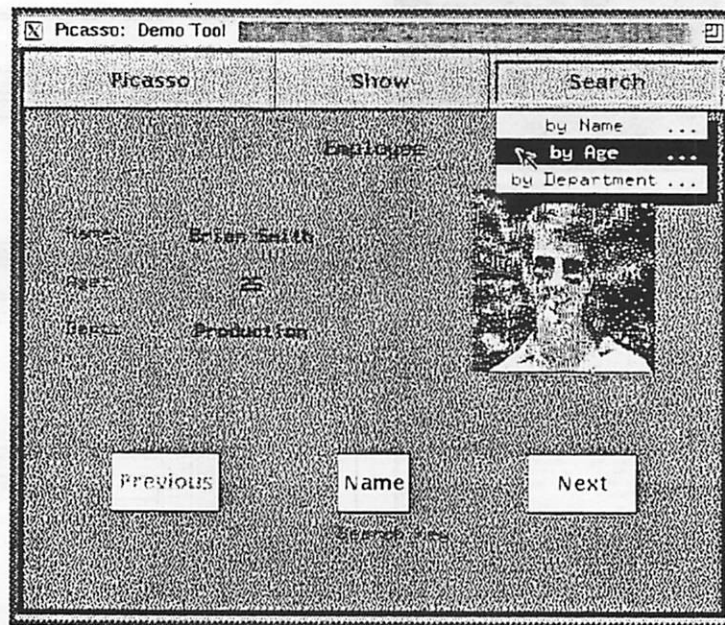 Picasso: Demo Tool
Picasso Show Search
by Name ...
by Age ...
by Department ...
Employee
Name: Brian Smith
Age: 25
Dept: Production
Previous Name Next
Search Key